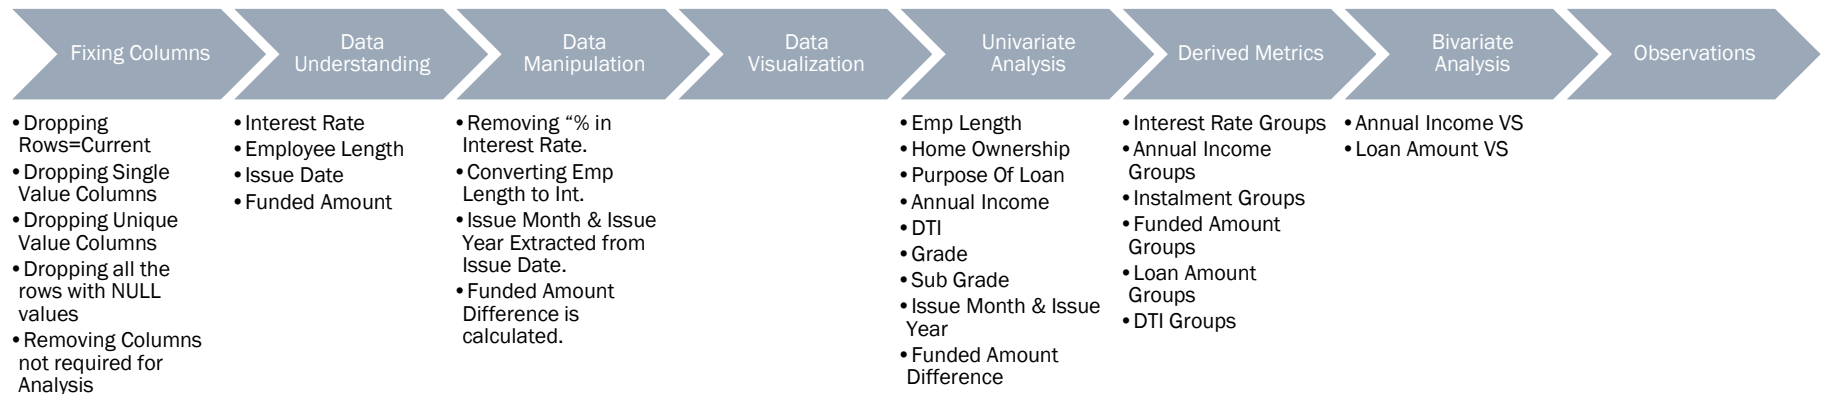 Fixing Columns
Data
Understanding
Data
Manipulation
Data
Visualization
Univariate
Analysis
Derived Metrics
Bivariate
Analysis
Observations
•Dropping
Rows=Current
•Dropping Single
Value Columns
•Dropping Unique
Value Columns
•Dropping all the
rows with NULL
values
•Removing Columns
not required for
Analysis
•Interest Rate
•Employee Length
•Issue Date
•Funded Amount
•Removing “% in
Interest Rate.
•Converting Emp
Length to Int.
•Issue Month & Issue
Year Extracted from
Issue Date.
•Funded Amount
Difference is
calculated.
•Emp Length
•Home Ownership
•Purpose Of Loan
•Annual Income
•DTI
•Grade
•Sub Grade
•Issue Month & Issue
Year
•Funded Amount
Difference
•Interest Rate Groups
•Annual Income
Groups
•Instalment Groups
•Funded Amount
Groups
•Loan Amount
Groups
•DTI Groups
•Annual Income VS
•Loan Amount VS